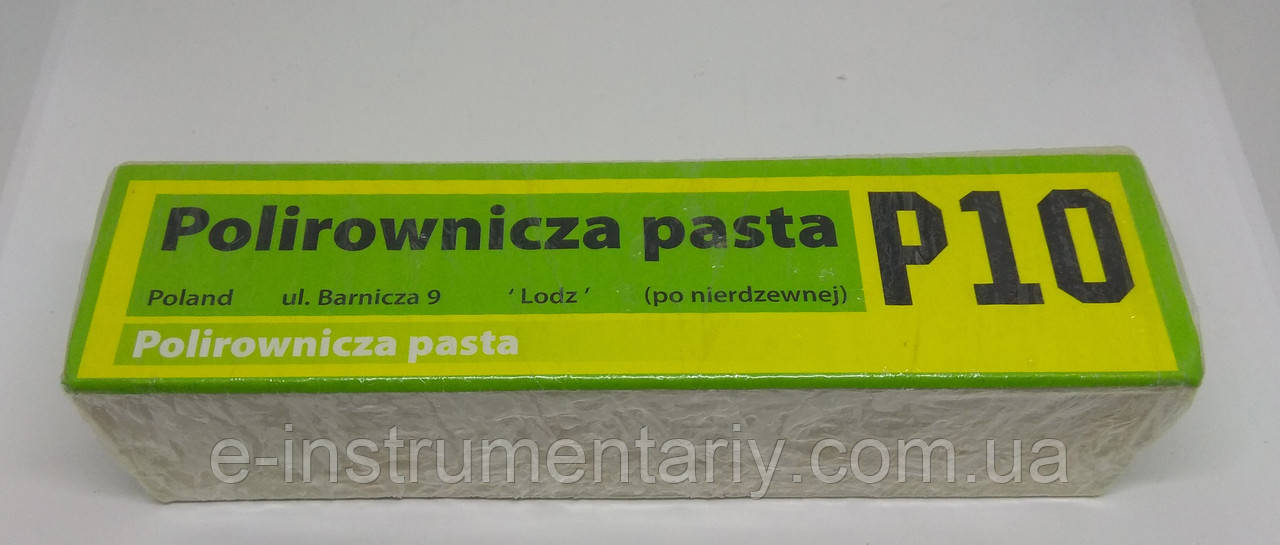 Polirownicza pasta P10
Poland ul. Barnicza 9 ‘Lodz’ (po nierdzewnej)
Polirownicza pasta
e-instrumentariy.com.ua